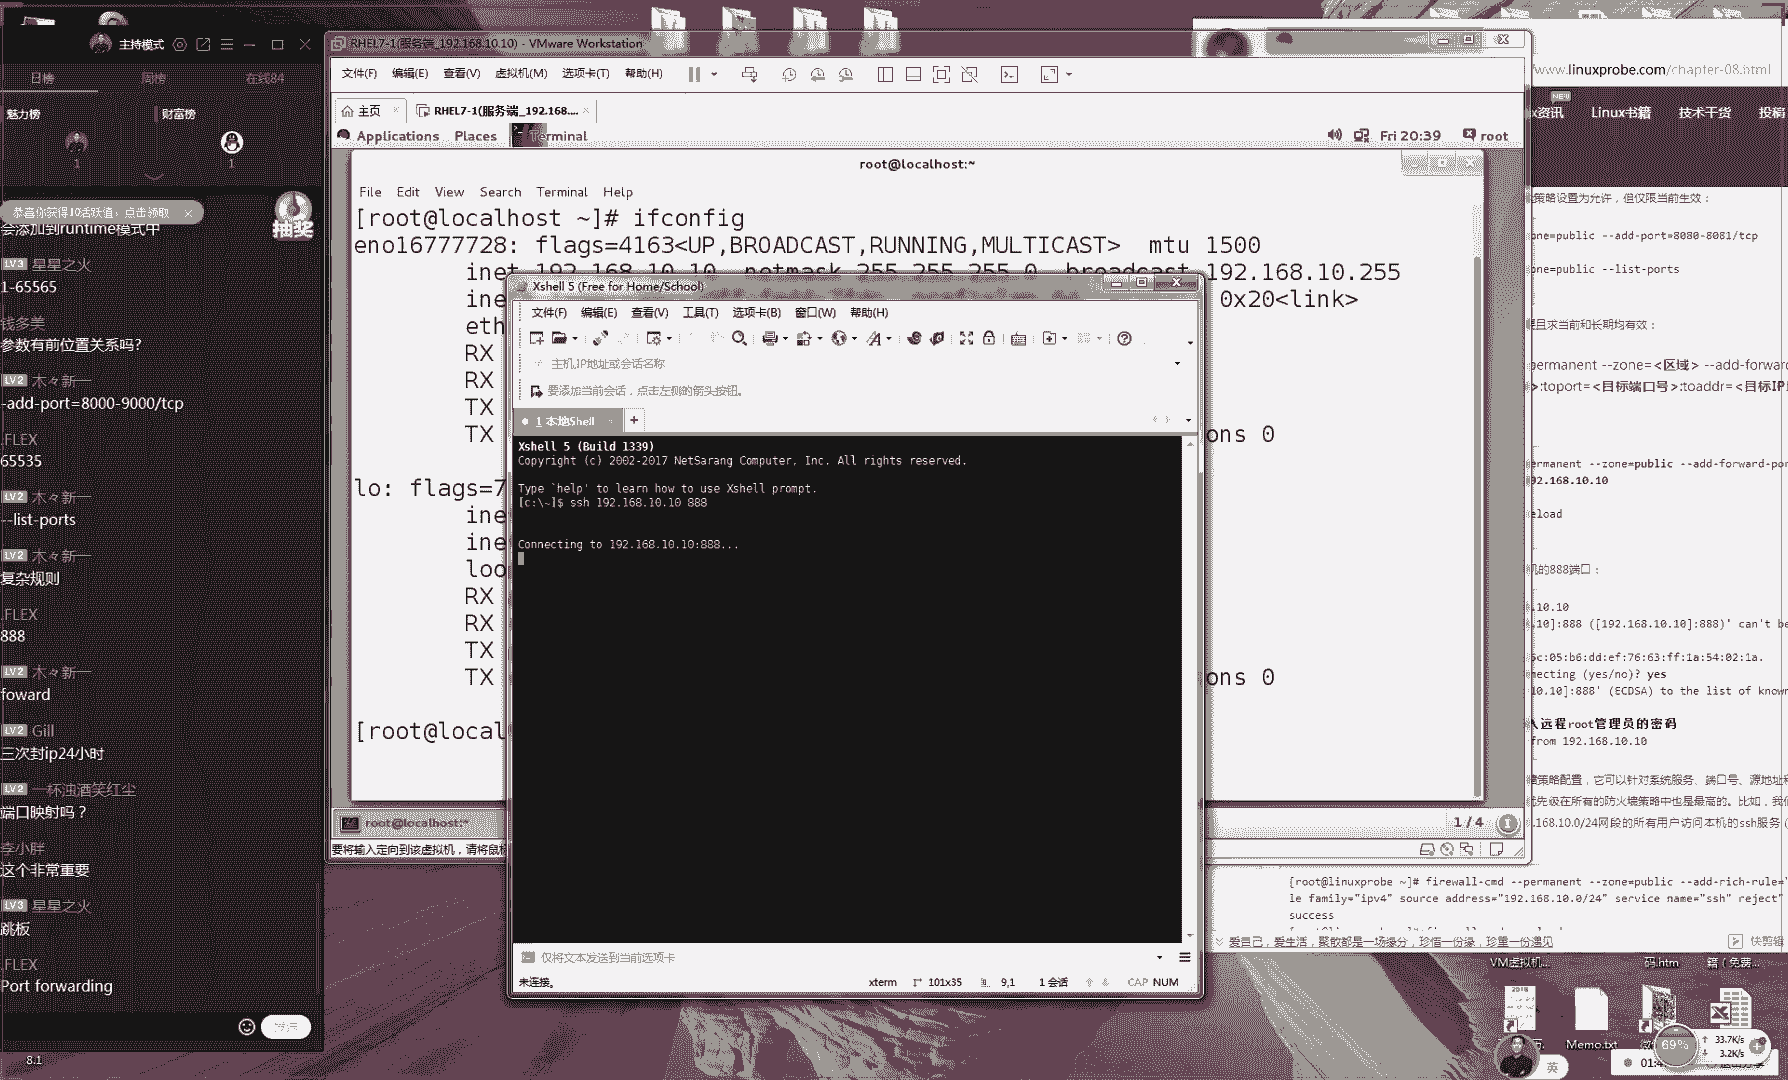 主持模式
日榜 周榜 在线84
魅力榜 财富榜
1 1
恭喜你获得10活跃值，点击领取
抽奖
会添加到runtime模式中
LV3 星星之火
1-65565
钱多美
参数有前位置关系吗?
LV2 木々新一
-add-port=8000-9000/tcp
.FLEX
65535
LV2 木々新一
--list-ports
LV2 木々新一
复杂规则
.FLEX
888
LV2 木々新一
foward
LV2 Gill
三次封ip24小时
LV2 一杯浊酒笑红尘
端口映射吗？
李小胖
这个非常重要
LV3 星星之火
跳板
.FLEX
Port forwarding
8.1
RHEL7-1(服务端_192.168.10.10) - VMware Workstation
文件(F) 编辑(E) 查看(V) 虚拟机(M) 选项卡(T) 帮助(H)
主页 RHEL7-1(服务端_192.168....
Applications Places Terminal Fri 20:39 root
root@localhost:~
File Edit View Search Terminal Help
[root@localhost ~]# ifconfig
eno16777728: flags=4163<UP,BROADCAST,RUNNING,MULTICAST> mtu 1500
inet 192.168.10.10 netmask 255.255.255.0 broadcast 192.168.10.255
ine 0x20<link>
eth
RX
RX
TX
TX ons 0
lo: flags=7
ine
ine
loo
RX
RX
TX
TX ons 0
[root@local
root@localhost:~ 1 / 4
要将输入定向到该虚拟机，请将鼠标
Xshell 5 (Free for Home/School)
文件(F) 编辑(E) 查看(V) 工具(T) 选项卡(B) 窗口(W) 帮助(H)
主机,IP地址或会话名称
要添加当前会话，点击左侧的箭头按钮。
1 本地Shell +
Xshell 5 (Build 1339)
Copyright (c) 2002-2017 NetSarang Computer, Inc. All rights reserved.
Type `help' to learn how to use Xshell prompt.
[c:\~]$ ssh 192.168.10.10 888
Connecting to 192.168.10.10:888...
仅将文本发送到当前选项卡
未连接。 xterm 101x35 9,1 1 会话 CAP NUM
www.linuxprobe.com/chapter-08.html
NEW
x资讯 Linux书籍 技术干货 投稿
策略设置为允许，但仅限当前生效：
one=public --add-port=8080-8081/tcp
one=public --list-ports
且求当前和长期均有效：
permanent --zone=<区域> --add-forward
>:toport=<目标端口号>:toaddr=<目标IP
ermanent --zone=public --add-forward-por
92.168.10.10
eload
机的888端口：
.10.10
.10]:888 ([192.168.10.10]:888)' can't be
6c:05:b6:dd:ef:76:63:ff:1a:54:02:1a.
necting (yes/no)? yes
10.10]:888' (ECDSA) to the list of known
入远程root管理员的密码
from 192.168.10.10
墙策略配置，它可以针对系统服务、端口号、源地址和
优先级在所有的防火墙策略中也是最高的。比如，我们
.168.10.0/24网段的所有用户访问本机的ssh服务（
[root@linuxprobe ~]# firewall-cmd --permanent --zone=public --add-rich-rule="
le family="ipv4" source address="192.168.10.0/24" service name="ssh" reject"
success
爱自己，爱生活，聚散都是一场缘分，珍惜一份缘，珍重一份遇见 快剪辑
VM虚拟机... 码.htm 籍（免费...
Memo.txt
69% 33.7K/s
3.2K/s
英